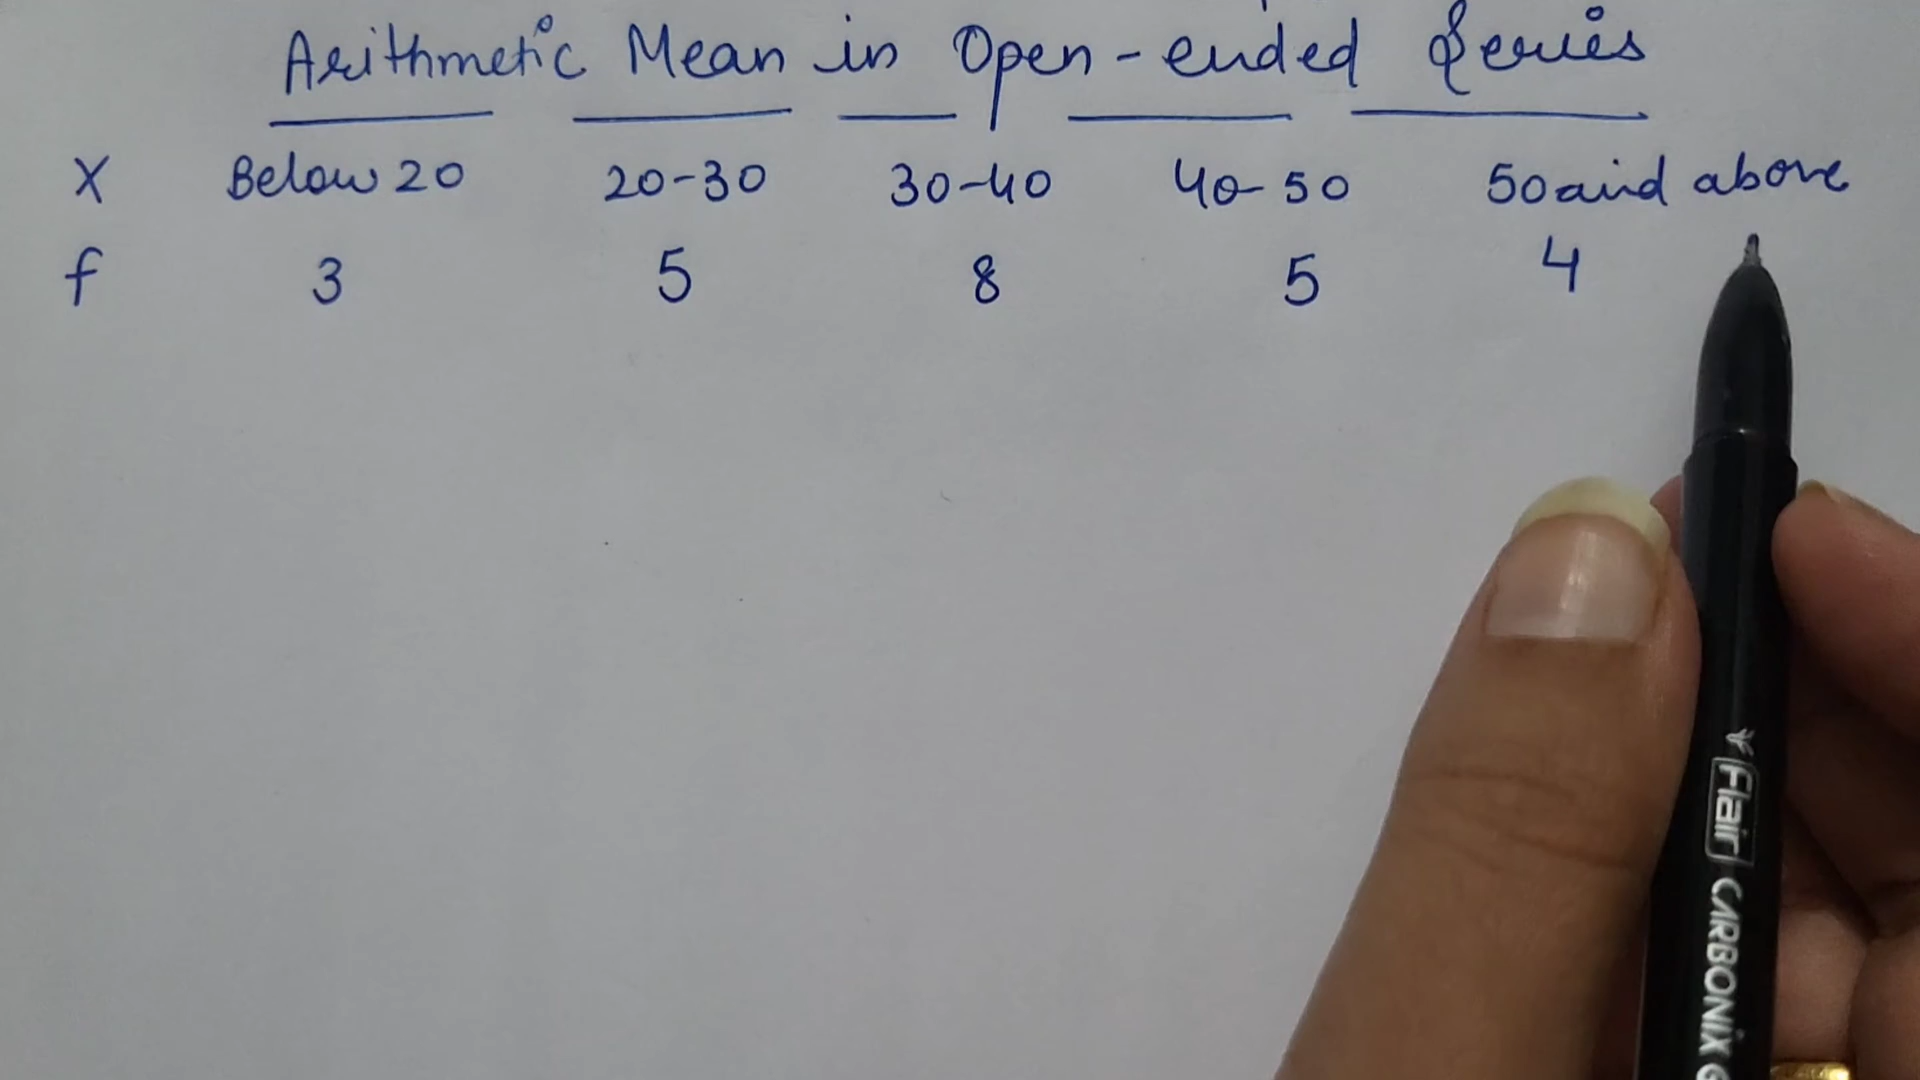 Arithmetic Mean in Open-ended Series
X Below 20 20-30 30-40 40-50 50 and above
f 3 5 8 5 4
Flair CARBONIX